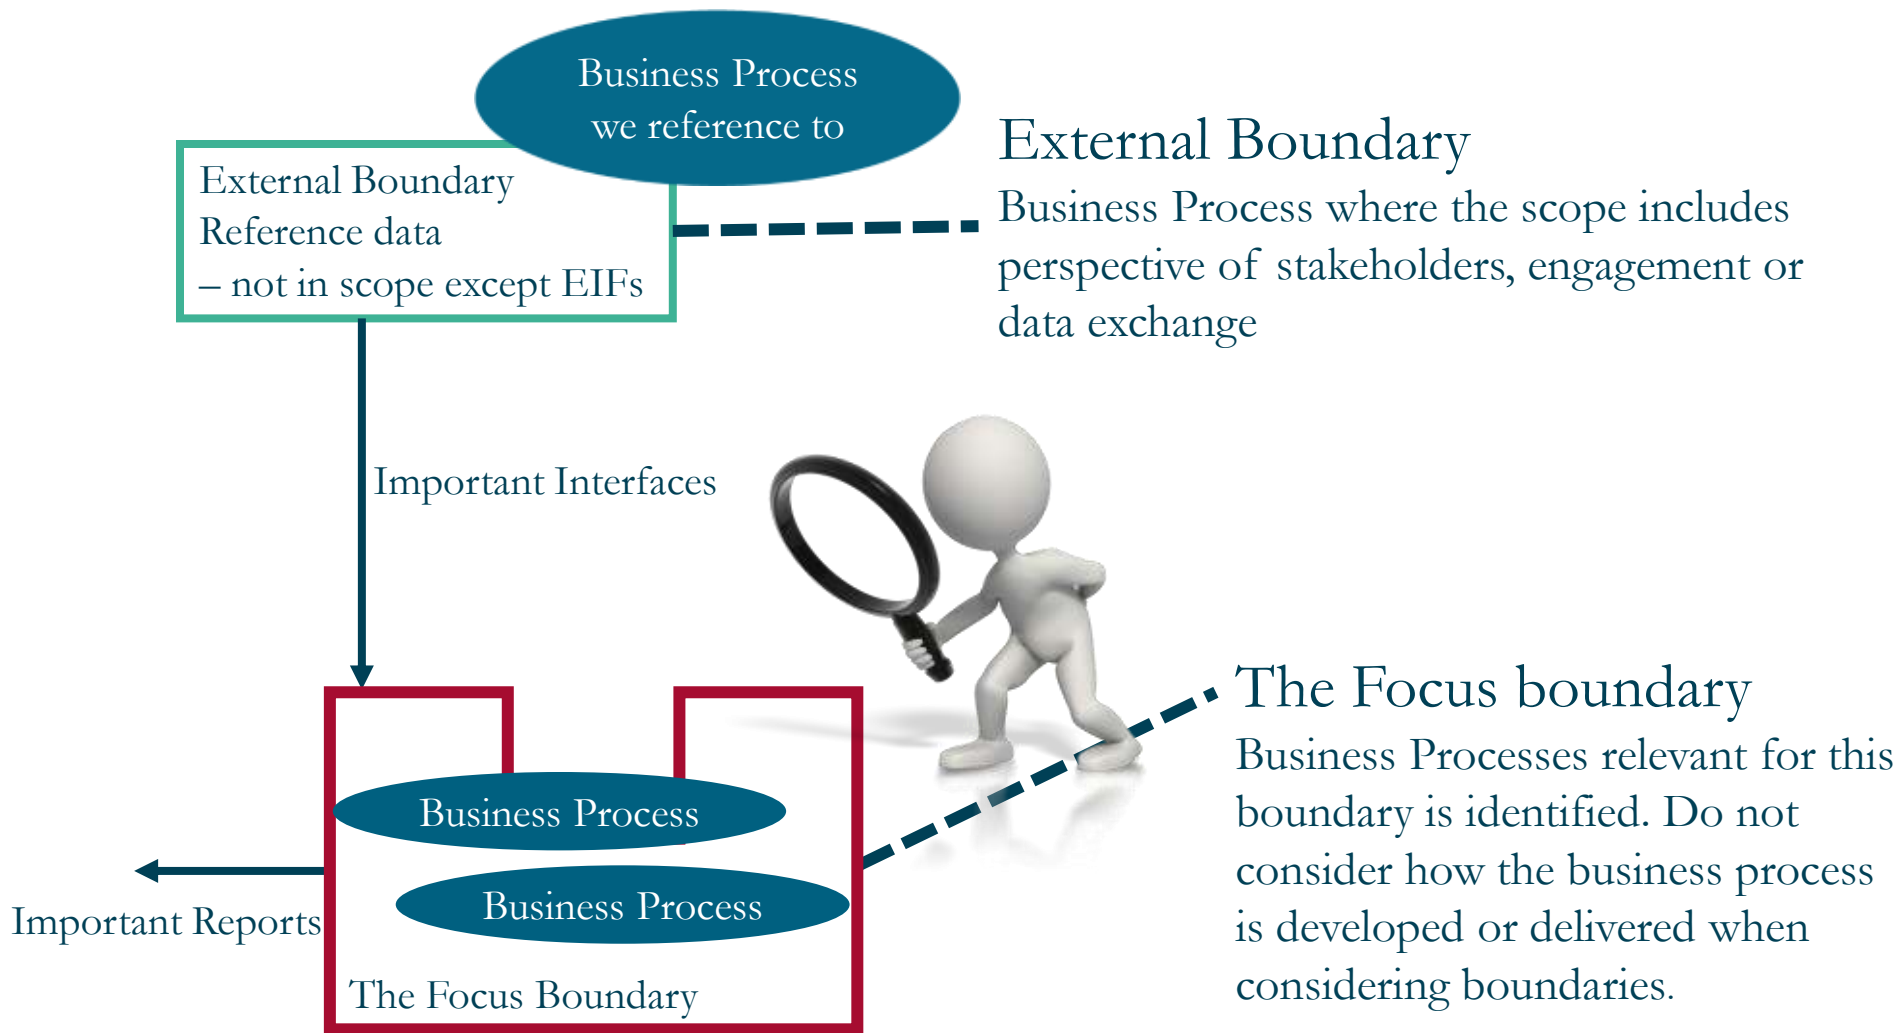 Business Process
we reference to
External Boundary
Reference data
– not in scope except EIFs
External Boundary
Business Process where the scope includes
perspective of stakeholders, engagement or
data exchange
Important Interfaces
The Focus boundary
Business Processes relevant for this
boundary is identified. Do not
consider how the business process
is developed or delivered when
considering boundaries.
Business Process
Business Process
Important Reports
The Focus Boundary